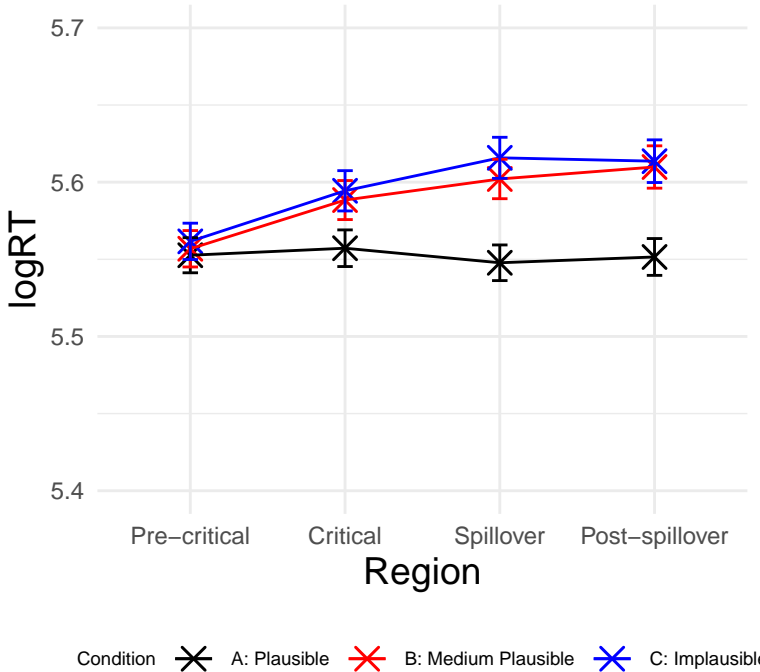 5.7
5.6
5.5
5.4
logRT
Pre−critical Critical Spillover Post−spillover
Region
Condition A: Plausible B: Medium Plausible C: Implausible